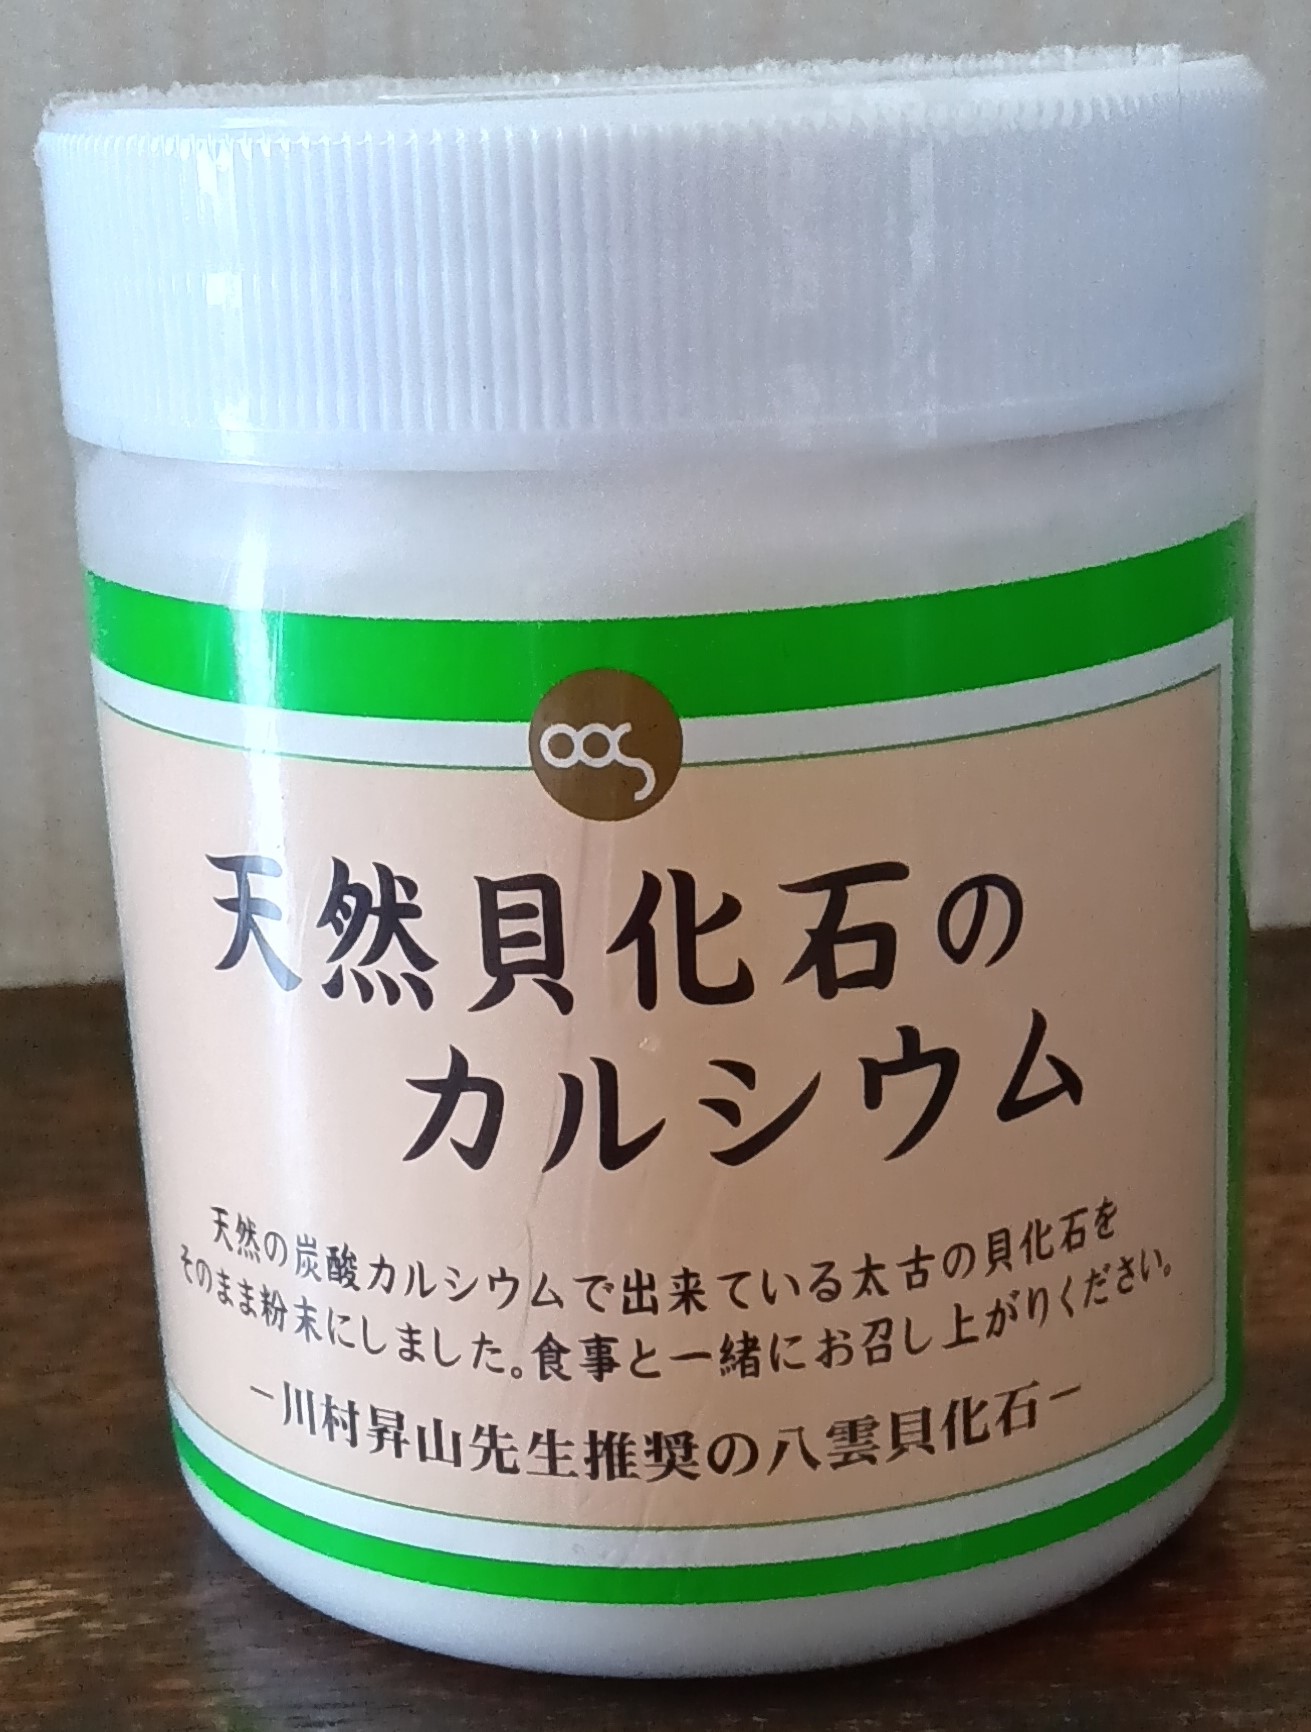 天然貝化石の
カルシウム
天然の炭酸カルシウムで出来ている太古の貝化石を
そのまま粉末にしました。食事と一緒にお召し上がりください。
－川村昇山先生推奨の八雲貝化石－